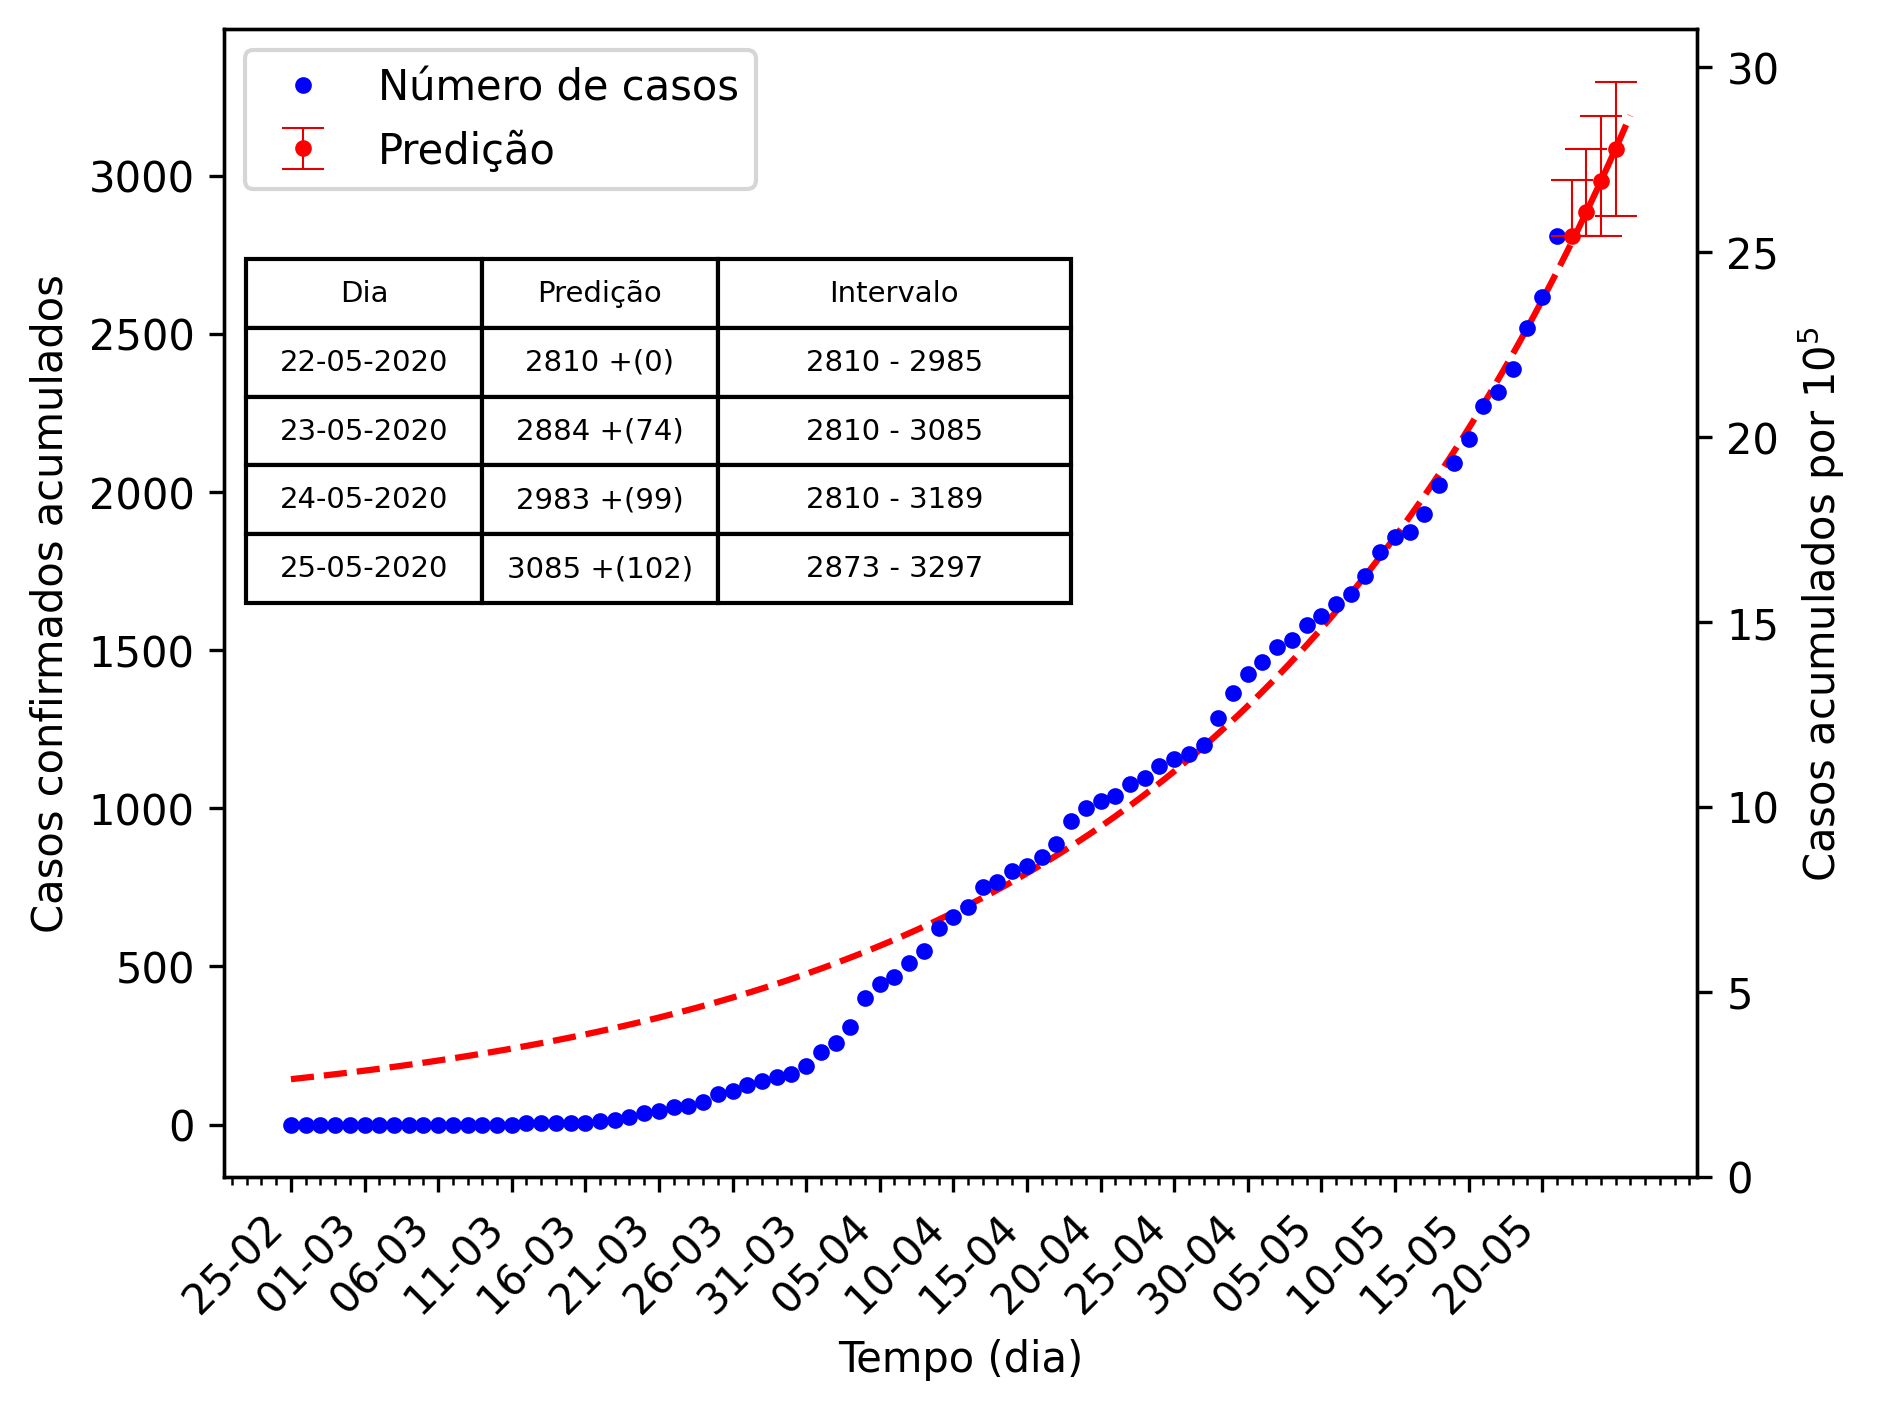 Número de casos
Predição
Dia Predição Intervalo
22-05-2020 2810 +(0) 2810 - 2985
23-05-2020 2884 +(74) 2810 - 3085
24-05-2020 2983 +(99) 2810 - 3189
25-05-2020 3085 +(102) 2873 - 3297
Casos confirmados acumulados
3000
2500
2000
1500
1000
500
0
30
25
20
15
10
5
0
Casos acumulados por 10⁵
25-02 01-03 06-03 11-03 16-03 21-03 26-03 31-03 05-04 10-04 15-04 20-04 25-04 30-04 05-05 10-05 15-05 20-05
Tempo (dia)